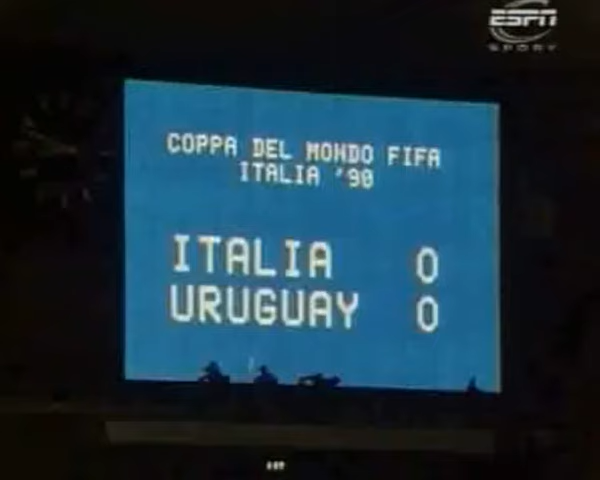 ESPN
SPORT
COPPA DEL MONDO FIFA
ITALIA '90
ITALIA 0
URUGUAY 0